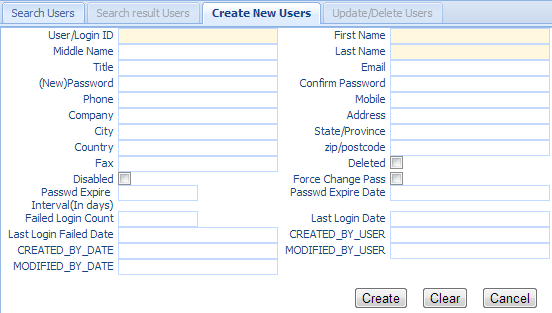 Search Users Search result Users Create New Users Update/Delete Users
User/Login ID First Name
Middle Name Last Name
Title Email
(New)Password Confirm Password
Phone Mobile
Company Address
City State/Province
Country zip/postcode
Fax Deleted
Disabled Force Change Pass
Passwd Expire Passwd Expire Date
Interval(In days)
Failed Login Count Last Login Date
Last Login Failed Date CREATED_BY_USER
CREATED_BY_DATE MODIFIED_BY_USER
MODIFIED_BY_DATE
Create Clear Cancel